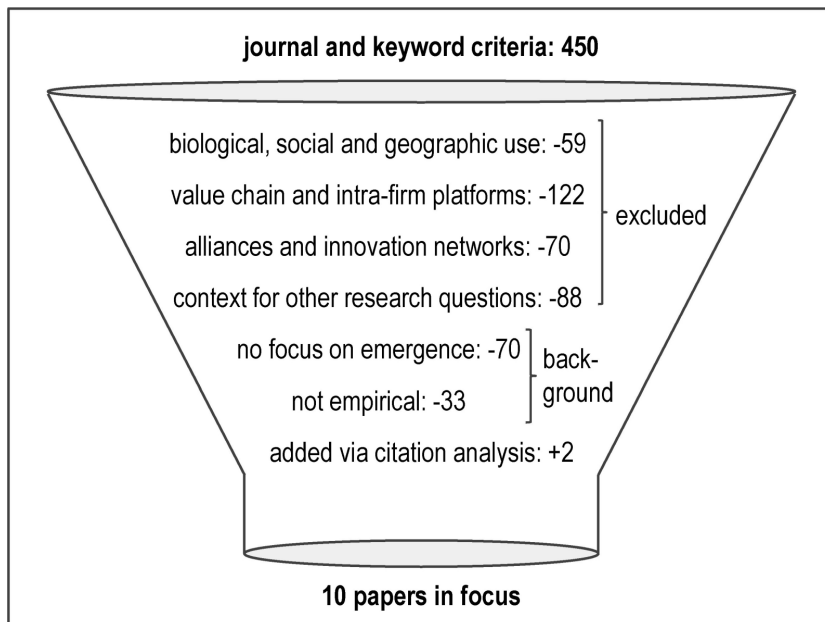 journal and keyword criteria: 450
biological, social and geographic use: -59
value chain and intra-firm platforms: -122
excluded
alliances and innovation networks: -70
context for other research questions: -88
no focus on emergence: -70
back-
ground
not empirical: -33
added via citation analysis: +2
10 papers in focus